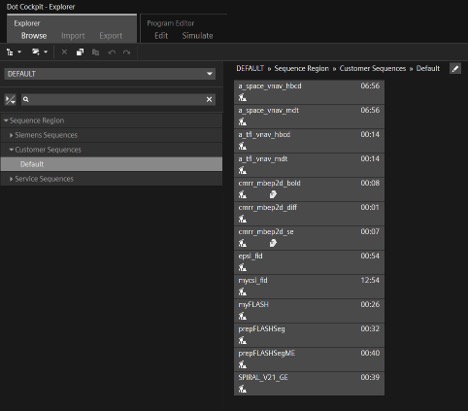 Dot Cockpit - Explorer
Explorer
Program Editor
Browse Import Export
Edit Simulate
DEFAULT
DEFAULT » Sequence Region » Customer Sequences » Default
Sequence Region
Siemens Sequences
Customer Sequences
Default
Service Sequences
a_space_vnav_hbcd 06:56
a_space_vnav_mdt 06:56
a_tfl_vnav_hbcd 00:14
a_tfl_vnav_mdt 00:14
cmrr_mbep2d_bold 00:08
cmrr_mbep2d_diff 00:01
cmrr_mbep2d_se 00:07
epsi_fid 00:54
mycsi_fid 12:54
myFLASH 00:26
prepFLASHSeg 00:32
prepFLASHSegME 00:40
SPIRAL_V21_GE 00:39